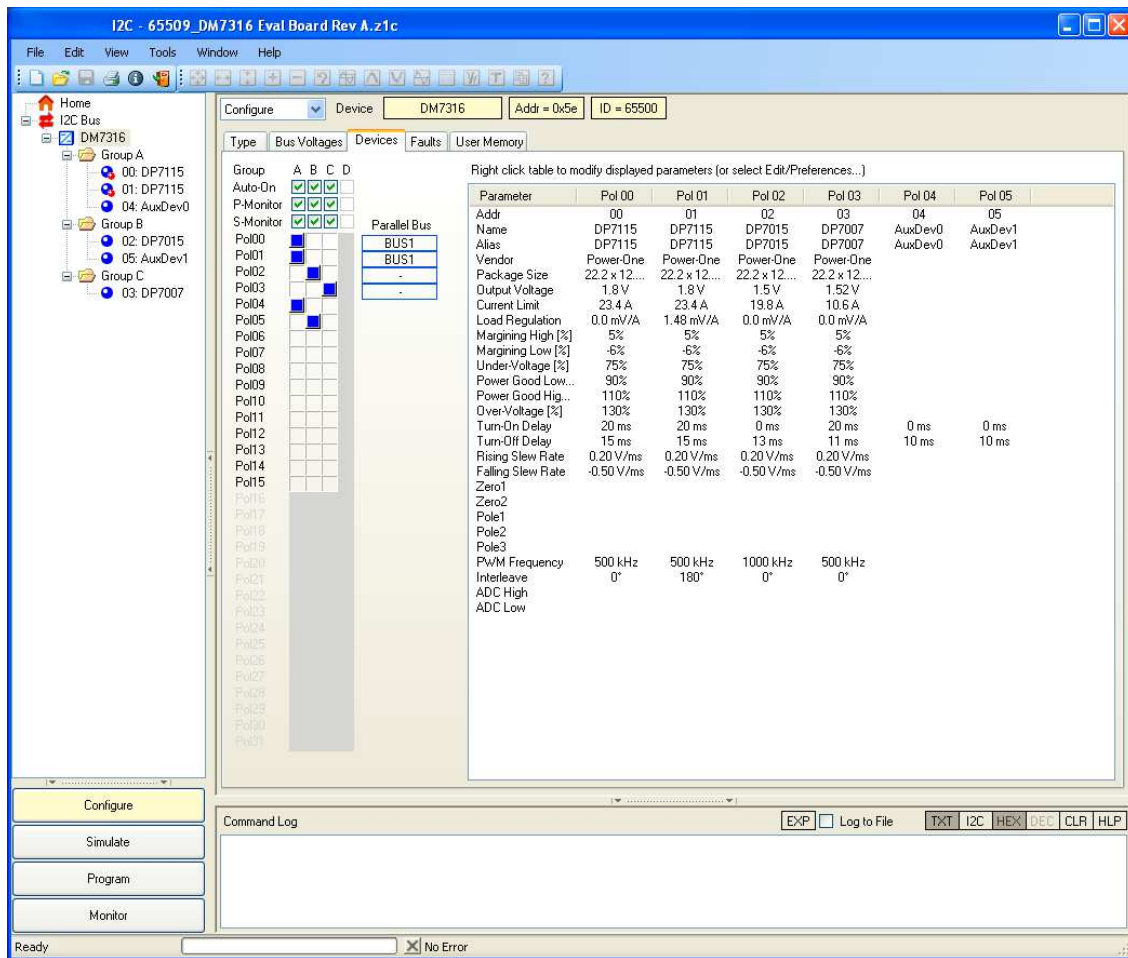 I2C - 65509_DM7316 Eval Board Rev A.z1c
File Edit View Tools Window Help
Home
I2C Bus
DM7316
Group A
00: DP7115
01: DP7115
04: AuxDev0
Group B
02: DP7015
05: AuxDev1
Group C
03: DP7007
Configure Device DM7316 Addr = 0x5e ID = 65500
Type Bus Voltages Devices Faults User Memory
Group A B C D
Auto-On
P-Monitor
S-Monitor
Parallel Bus
Pol00 BUS1
Pol01 BUS1
Pol02 -
Pol03 -
Pol04
Pol05
Pol06
Pol07
Pol08
Pol09
Pol10
Pol11
Pol12
Pol13
Pol14
Pol15
Pol16
Pol17
Pol18
Pol19
Pol20
Pol21
Pol22
Pol23
Pol24
Pol25
Pol26
Pol27
Pol28
Pol29
Pol30
Pol31
Right click table to modify displayed parameters (or select Edit/Preferences...)
Parameter Pol 00 Pol 01 Pol 02 Pol 03 Pol 04 Pol 05
Addr 00 01 02 03 04 05
Name DP7115 DP7115 DP7015 DP7007 AuxDev0 AuxDev1
Alias DP7115 DP7115 DP7015 DP7007 AuxDev0 AuxDev1
Vendor Power-One Power-One Power-One Power-One
Package Size 22.2 x 12.... 22.2 x 12.... 22.2 x 12.... 22.2 x 12....
Output Voltage 1.8 V 1.8 V 1.5 V 1.52 V
Current Limit 23.4 A 23.4 A 19.8 A 10.6 A
Load Regulation 0.0 mV/A 1.48 mV/A 0.0 mV/A 0.0 mV/A
Margining High [%] 5% 5% 5% 5%
Margining Low [%] -6% -6% -6% -6%
Under-Voltage [%] 75% 75% 75% 75%
Power Good Low... 90% 90% 90% 90%
Power Good Hig... 110% 110% 110% 110%
Over-Voltage [%] 130% 130% 130% 130%
Turn-On Delay 20 ms 20 ms 0 ms 20 ms 0 ms 0 ms
Turn-Off Delay 15 ms 15 ms 13 ms 11 ms 10 ms 10 ms
Rising Slew Rate 0.20 V/ms 0.20 V/ms 0.20 V/ms 0.20 V/ms
Falling Slew Rate -0.50 V/ms -0.50 V/ms -0.50 V/ms -0.50 V/ms
Zero1
Zero2
Pole1
Pole2
Pole3
PWM Frequency 500 kHz 500 kHz 1000 kHz 500 kHz
Interleave 0° 180° 0° 0°
ADC High
ADC Low
Configure
Simulate
Program
Monitor
Command Log EXP Log to File TXT I2C HEX DEC CLR HLP
Ready No Error